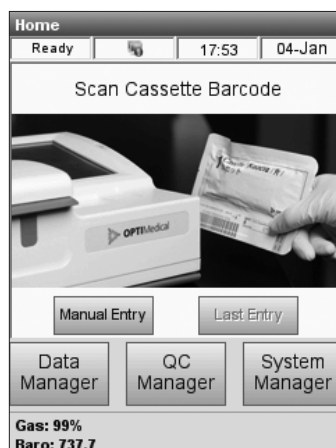 Home
Ready 17:53 04-Jan
Scan Cassette Barcode
OPTIMedical
Manual Entry Last Entry
Data Manager
QC Manager
System Manager
Gas: 99%
Baro: 737.7